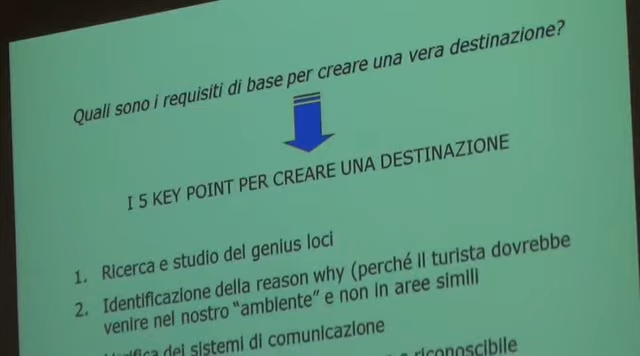 Quali sono i requisiti di base per creare una vera destinazione?
I 5 KEY POINT PER CREARE UNA DESTINAZIONE
1. Ricerca e studio del genius loci
2. Identificazione della reason why (perché il turista dovrebbe
venire nel nostro “ambiente” e non in aree simili
dei sistemi di comunicazione
riconoscibile